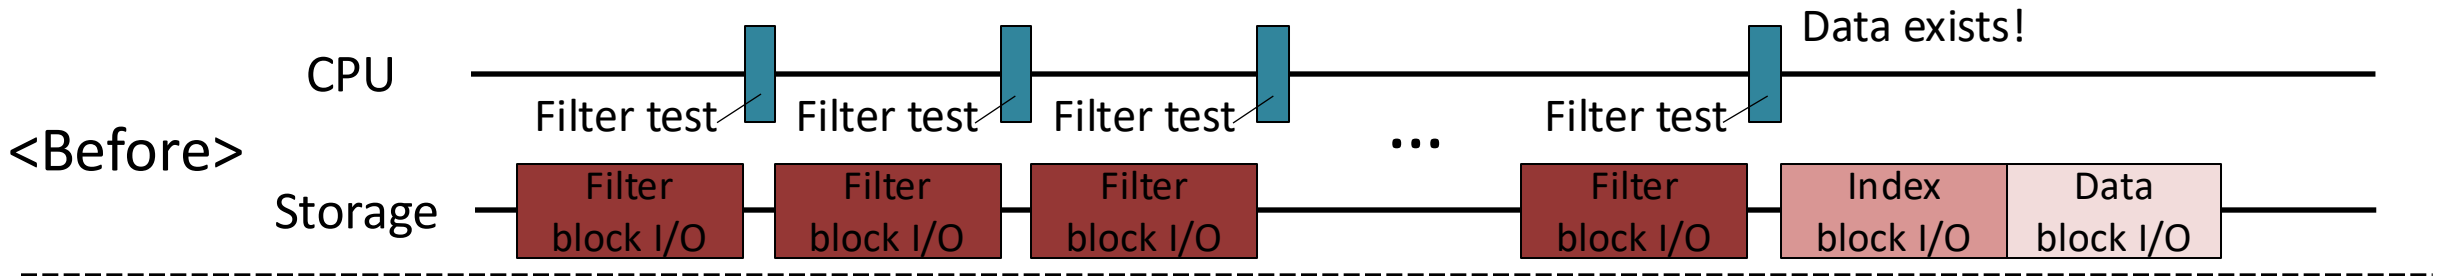 Data exists!
CPU
Filter test
Filter test
Filter test
Filter test
...
<Before>
Storage
Filter
block I/O
Filter
block I/O
Filter
block I/O
Filter
block I/O
Index
block I/O
Data
block I/O